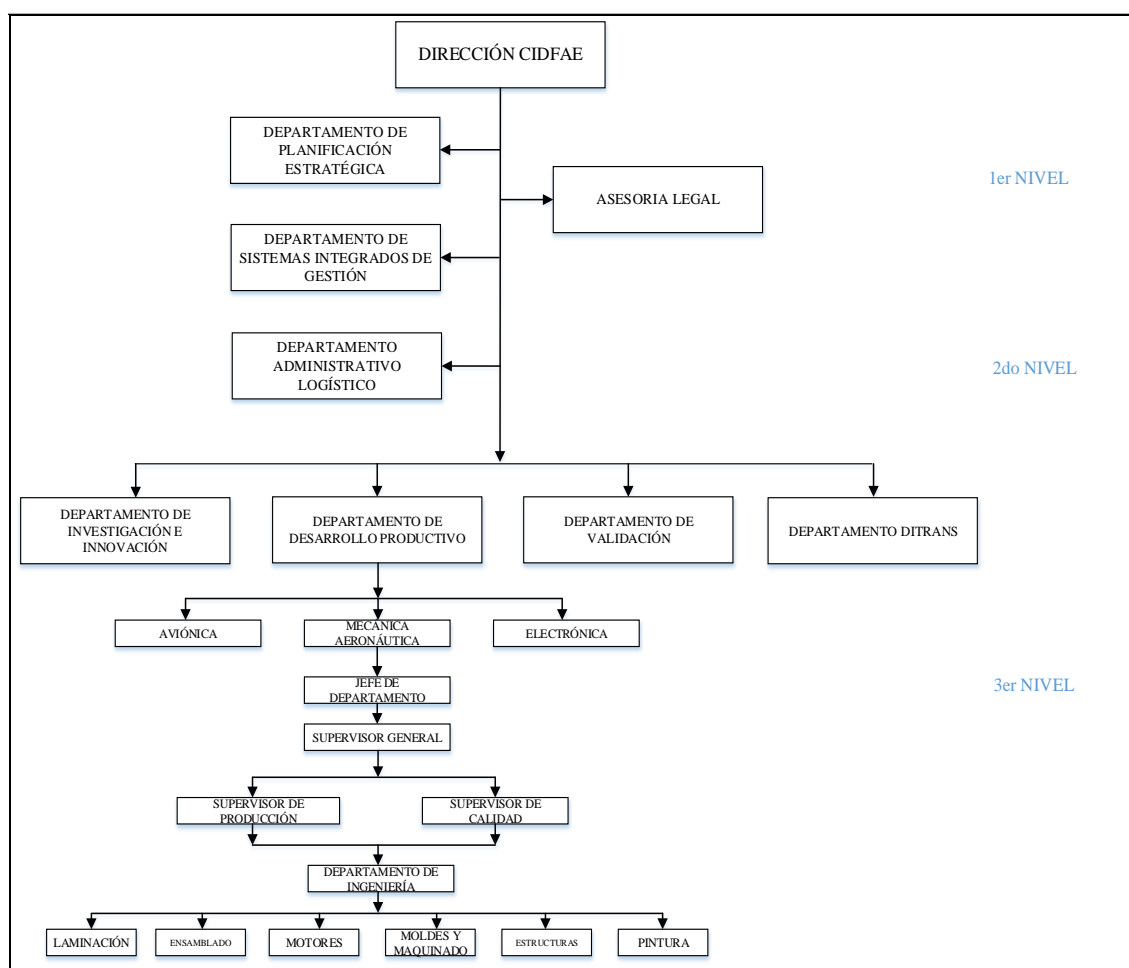 DIRECCIÓN CIDFAE
DEPARTAMENTO DE
PLANIFICACIÓN
ESTRATÉGICA
1er NIVEL
ASESORIA LEGAL
DEPARTAMENTO DE
SISTEMAS INTEGRADOS DE
GESTIÓN
DEPARTAMENTO
ADMINISTRATIVO
LOGÍSTICO
2do NIVEL
DEPARTAMENTO DE
INVESTIGACIÓN E
INNOVACIÓN
DEPARTAMENTO DE
DESARROLLO PRODUCTIVO
DEPARTAMENTO DE
VALIDACIÓN
DEPARTAMENTO DITRANS
AVIÓNICA
MECÁNICA
AERONÁUTICA
ELECTRÓNICA
JEFE DE
DEPARTAMENTO
3er NIVEL
SUPERVISOR GENERAL
SUPERVISOR DE
PRODUCCIÓN
SUPERVISOR DE
CALIDAD
DEPARTAMENTO DE
INGENIERÍA
LAMINACIÓN
ENSAMBLADO
MOTORES
MOLDES Y
MAQUINADO
ESTRUCTURAS
PINTURA